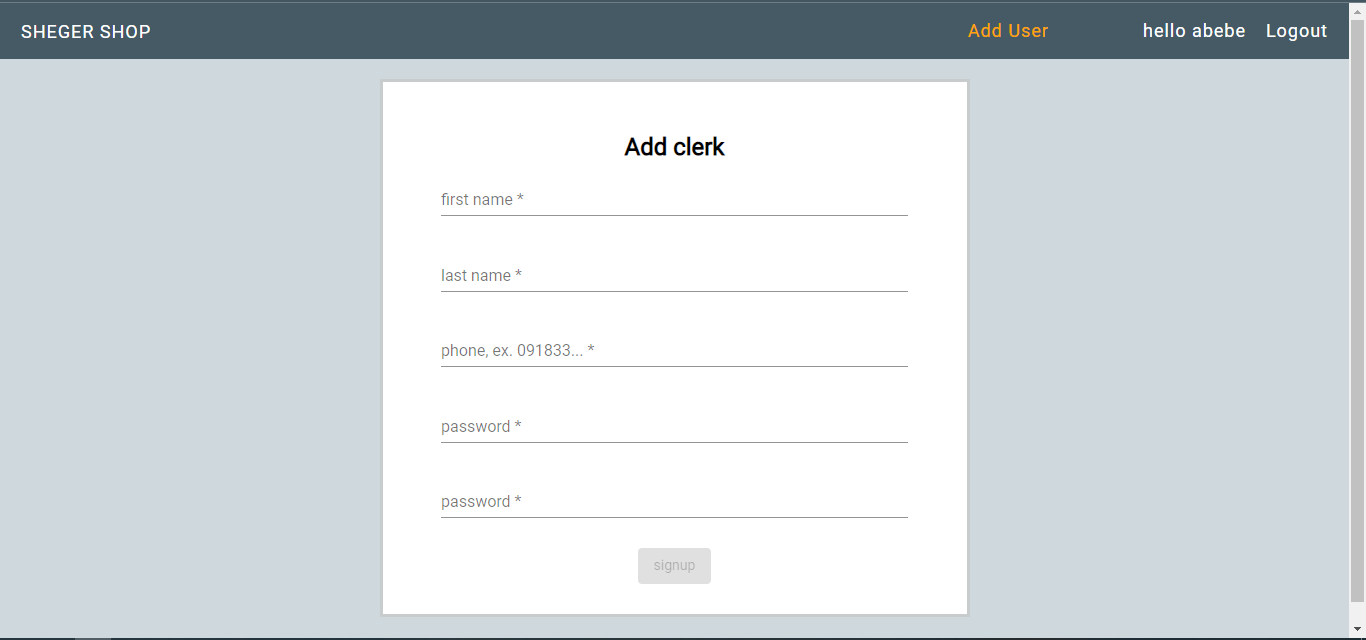 SHEGER SHOP Add User hello abebe Logout
Add clerk
first name *
last name *
phone, ex. 091833... *
password *
password *
signup